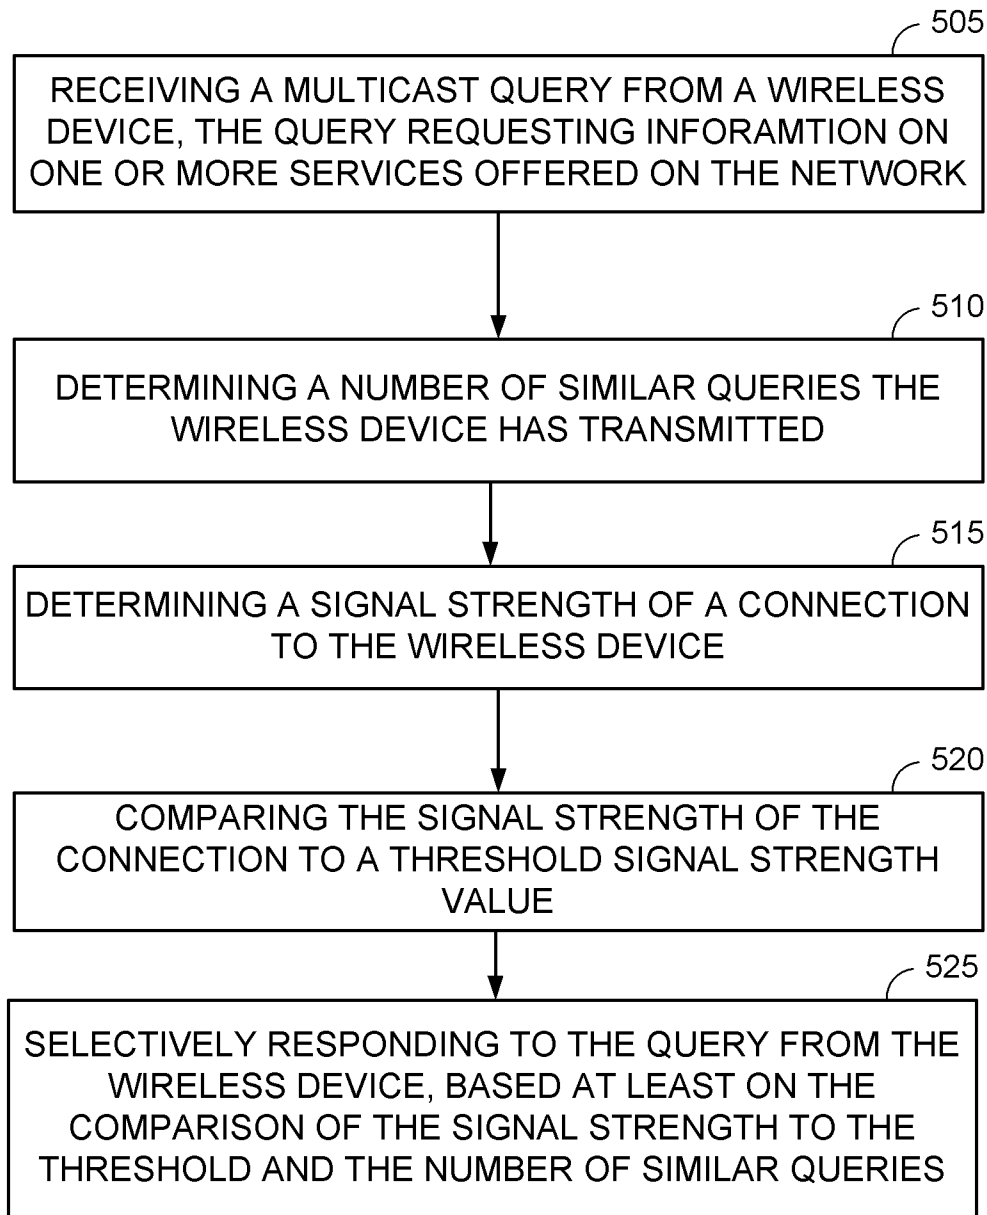 505
RECEIVING A MULTICAST QUERY FROM A WIRELESS
DEVICE, THE QUERY REQUESTING INFORAMTION ON
ONE OR MORE SERVICES OFFERED ON THE NETWORK
510
DETERMINING A NUMBER OF SIMILAR QUERIES THE
WIRELESS DEVICE HAS TRANSMITTED
515
DETERMINING A SIGNAL STRENGTH OF A CONNECTION
TO THE WIRELESS DEVICE
520
COMPARING THE SIGNAL STRENGTH OF THE
CONNECTION TO A THRESHOLD SIGNAL STRENGTH
VALUE
525
SELECTIVELY RESPONDING TO THE QUERY FROM THE
WIRELESS DEVICE, BASED AT LEAST ON THE
COMPARISON OF THE SIGNAL STRENGTH TO THE
THRESHOLD AND THE NUMBER OF SIMILAR QUERIES